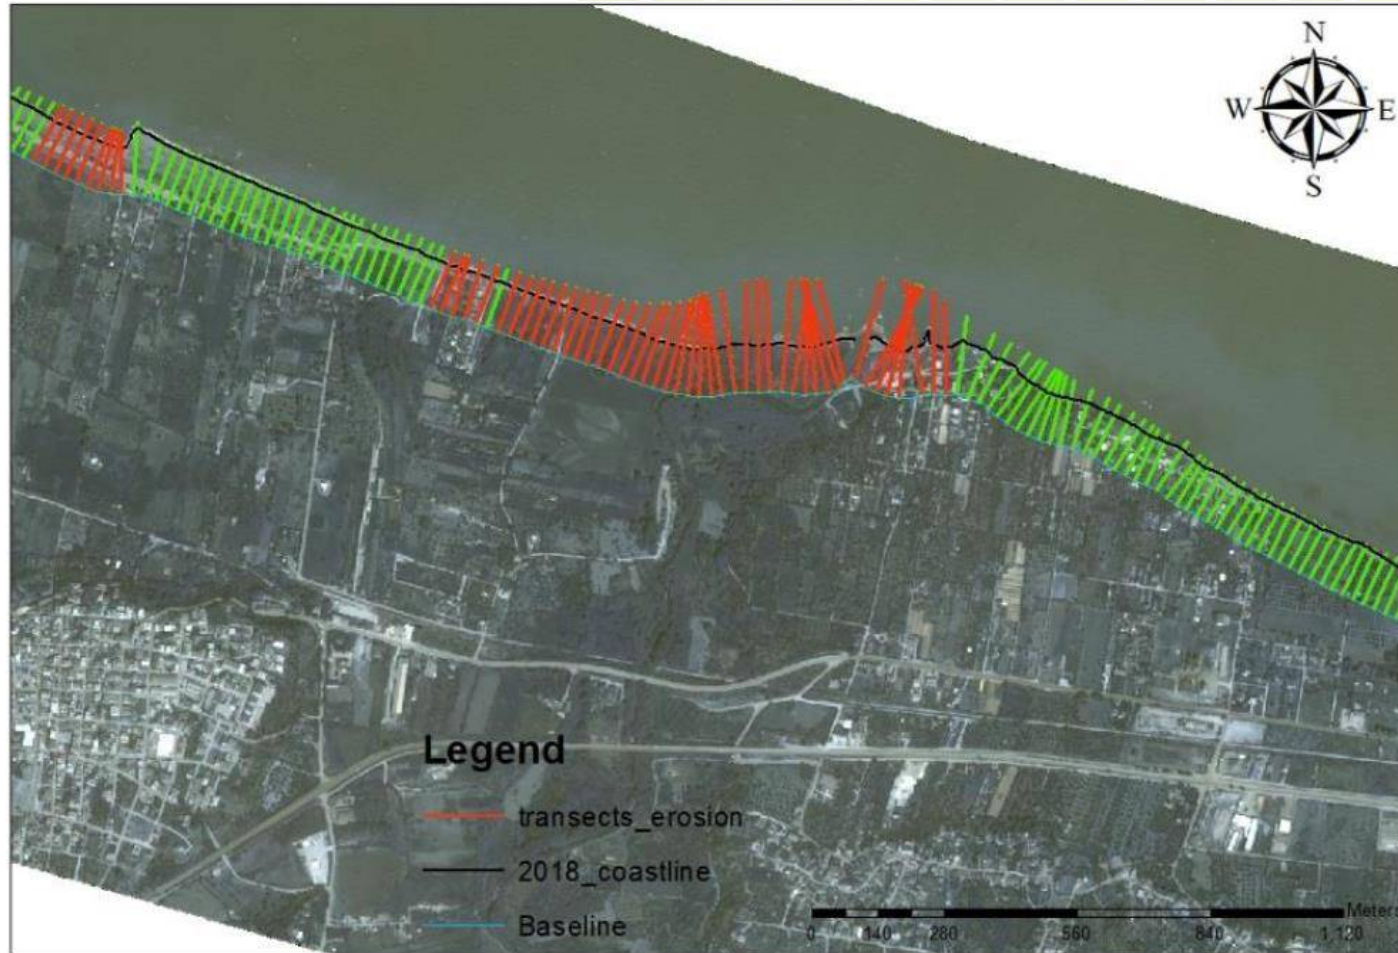 N
W E
S
Legend
transects_erosion
2018_coastline
Baseline
Meters
0 140 280 560 840 1,120